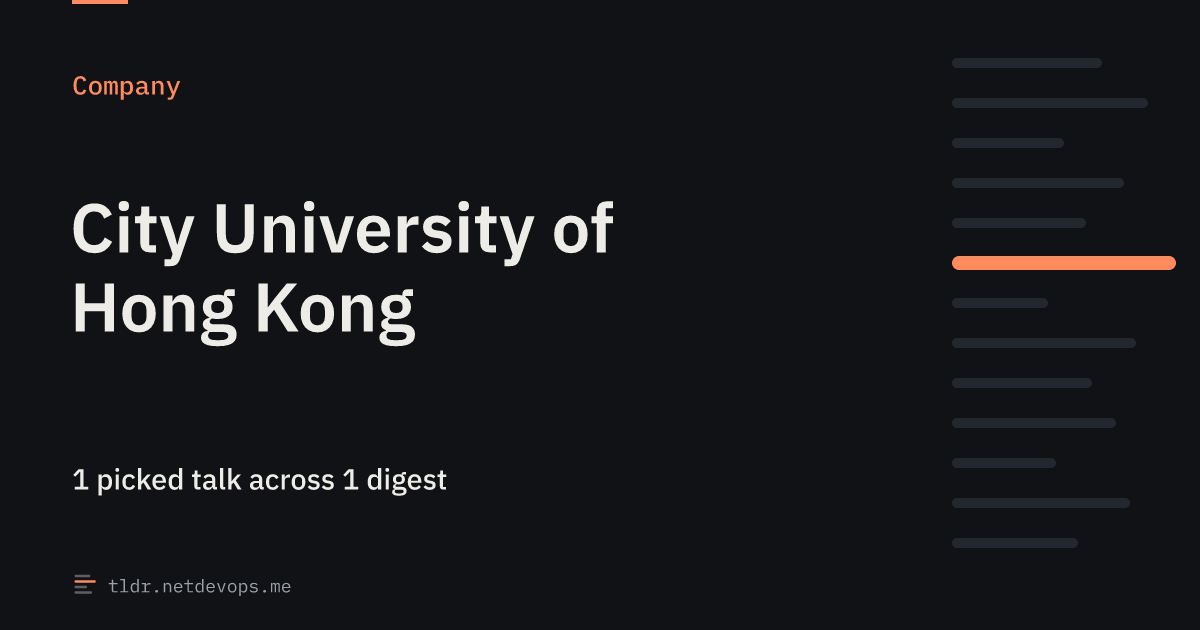 Company
City University of
Hong Kong
1 picked talk across 1 digest
tldr.netdevops.me